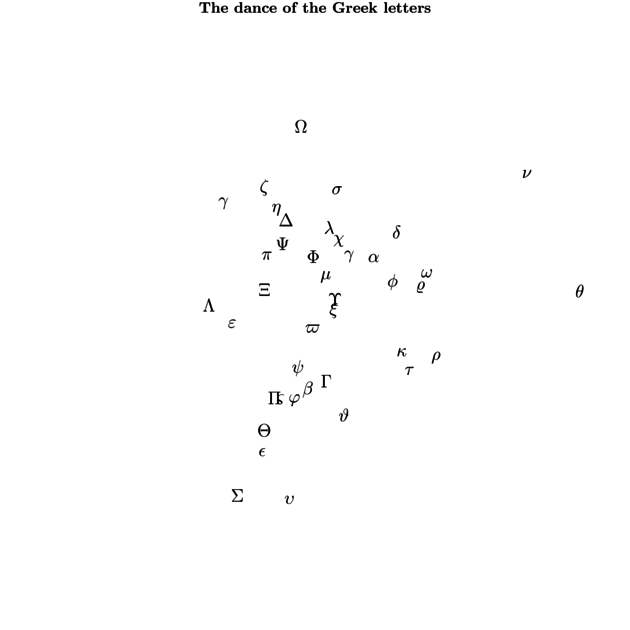 The dance of the Greek letters
Ω
ν
ζ
σ
γ
η
Δ
λ
δ
χ
Ψ
π
Φ
γ
α
ω
μ
ϕ
ϱ
Ξ
θ
Υ
Λ
ξ
ε
ϖ
κ
ρ
ψ
τ
Γ
β
Π
φ
ϑ
Θ
ϵ
Σ
υ